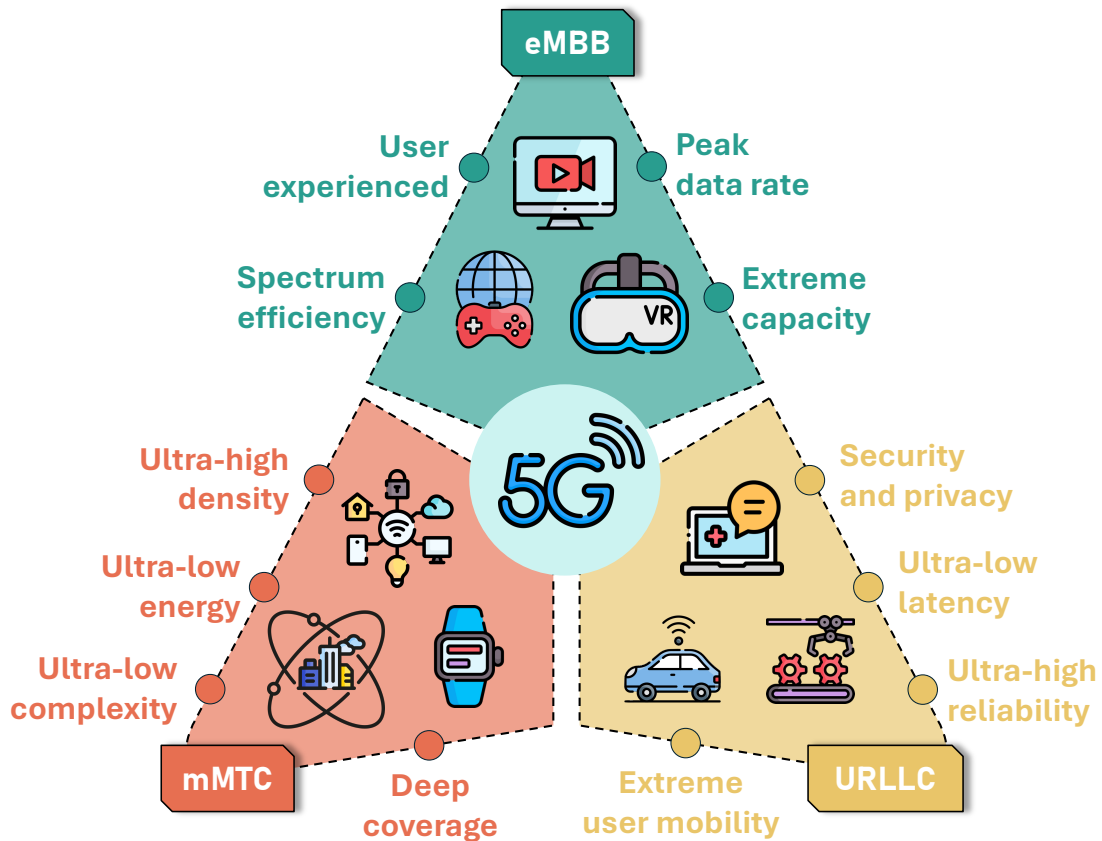 eMBB
User
experienced
Peak
data rate
Spectrum
efficiency
Extreme
capacity
VR
5G
Ultra-high
density
Security
and privacy
Ultra-low
energy
Ultra-low
latency
Ultra-low
complexity
Ultra-high
reliability
mMTC
URLLC
Deep
coverage
Extreme
user mobility